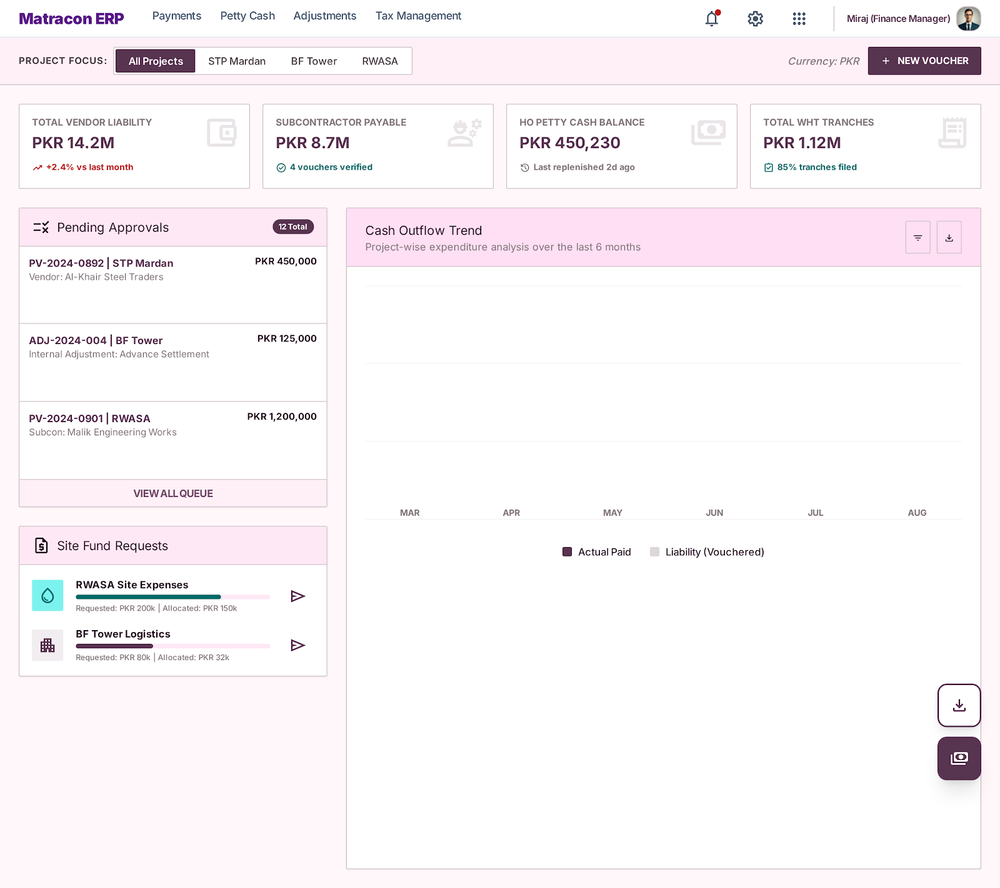 Matracon ERP
Payments
Petty Cash
Adjustments
Tax Management
Miraj (Finance Manager)
PROJECT FOCUS:
All Projects
STP Mardan
BF Tower
RWASA
Currency: PKR
+ NEW VOUCHER
TOTAL VENDOR LIABILITY
PKR 14.2M
+2.4% vs last month
SUBCONTRACTOR PAYABLE
PKR 8.7M
4 vouchers verified
HO PETTY CASH BALANCE
PKR 450,230
Last replenished 2d ago
TOTAL WHT TRANCHES
PKR 1.12M
85% tranches filed
Pending Approvals
12 Total
PV-2024-0892 | STP Mardan
PKR 450,000
Vendor: Al-Khair Steel Traders
ADJ-2024-004 | BF Tower
PKR 125,000
Internal Adjustment: Advance Settlement
PV-2024-0901 | RWASA
PKR 1,200,000
Subcon: Malik Engineering Works
VIEW ALL QUEUE
Site Fund Requests
RWASA Site Expenses
Requested: PKR 200k | Allocated: PKR 150k
BF Tower Logistics
Requested: PKR 80k | Allocated: PKR 32k
Cash Outflow Trend
Project-wise expenditure analysis over the last 6 months
MAR
APR
MAY
JUN
JUL
AUG
Actual Paid
Liability (Vouchered)